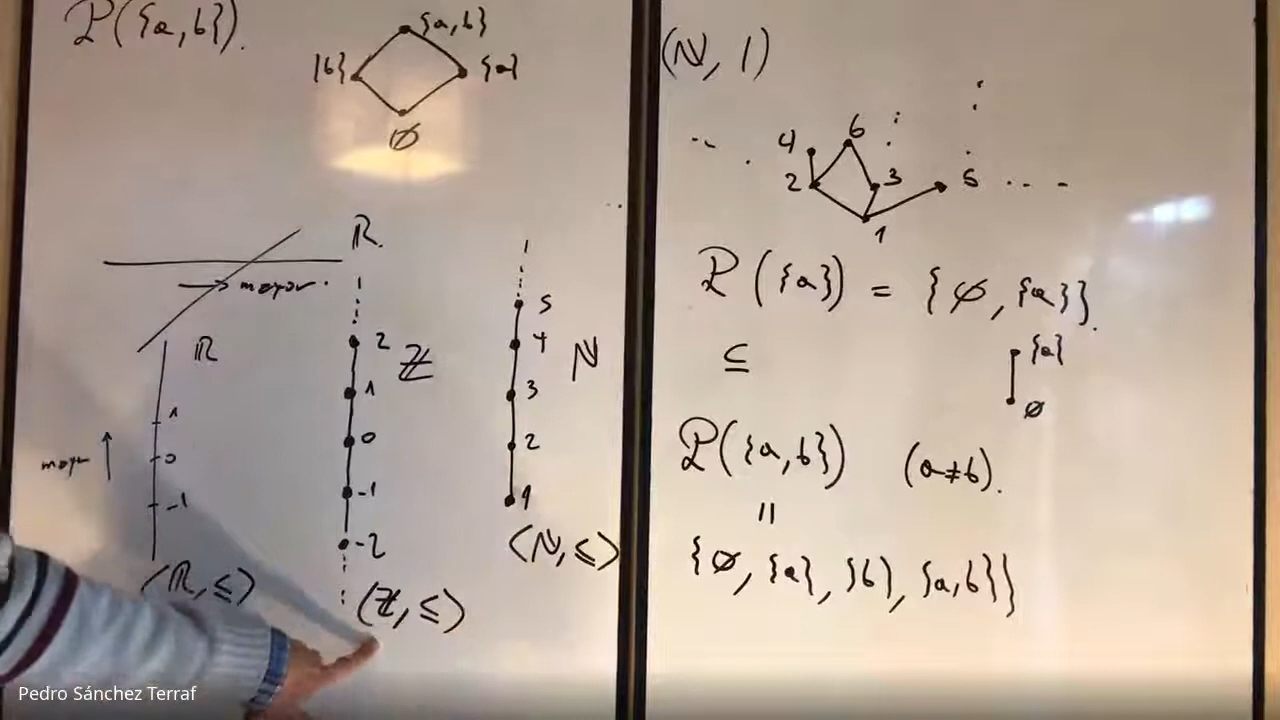 𝒫({a,b}).
{a,b}
{b} {a}
∅
ℝ.
→ mayor.
ℝ
1
0
-1
mayor ↑
(ℝ, ≤)
2
1
0
-1
-2
ℤ
(ℤ, ≤)
5
4
3
2
1
ℕ
(ℕ, ≤)
(ℕ, |)
4 6
2 3 5
1
𝒫({a}) = {∅, {a}}.
⊆
{a}
∅
𝒫({a,b}) (a≠b).
=
{∅, {a}, {b}, {a,b}}
Pedro Sánchez Terraf